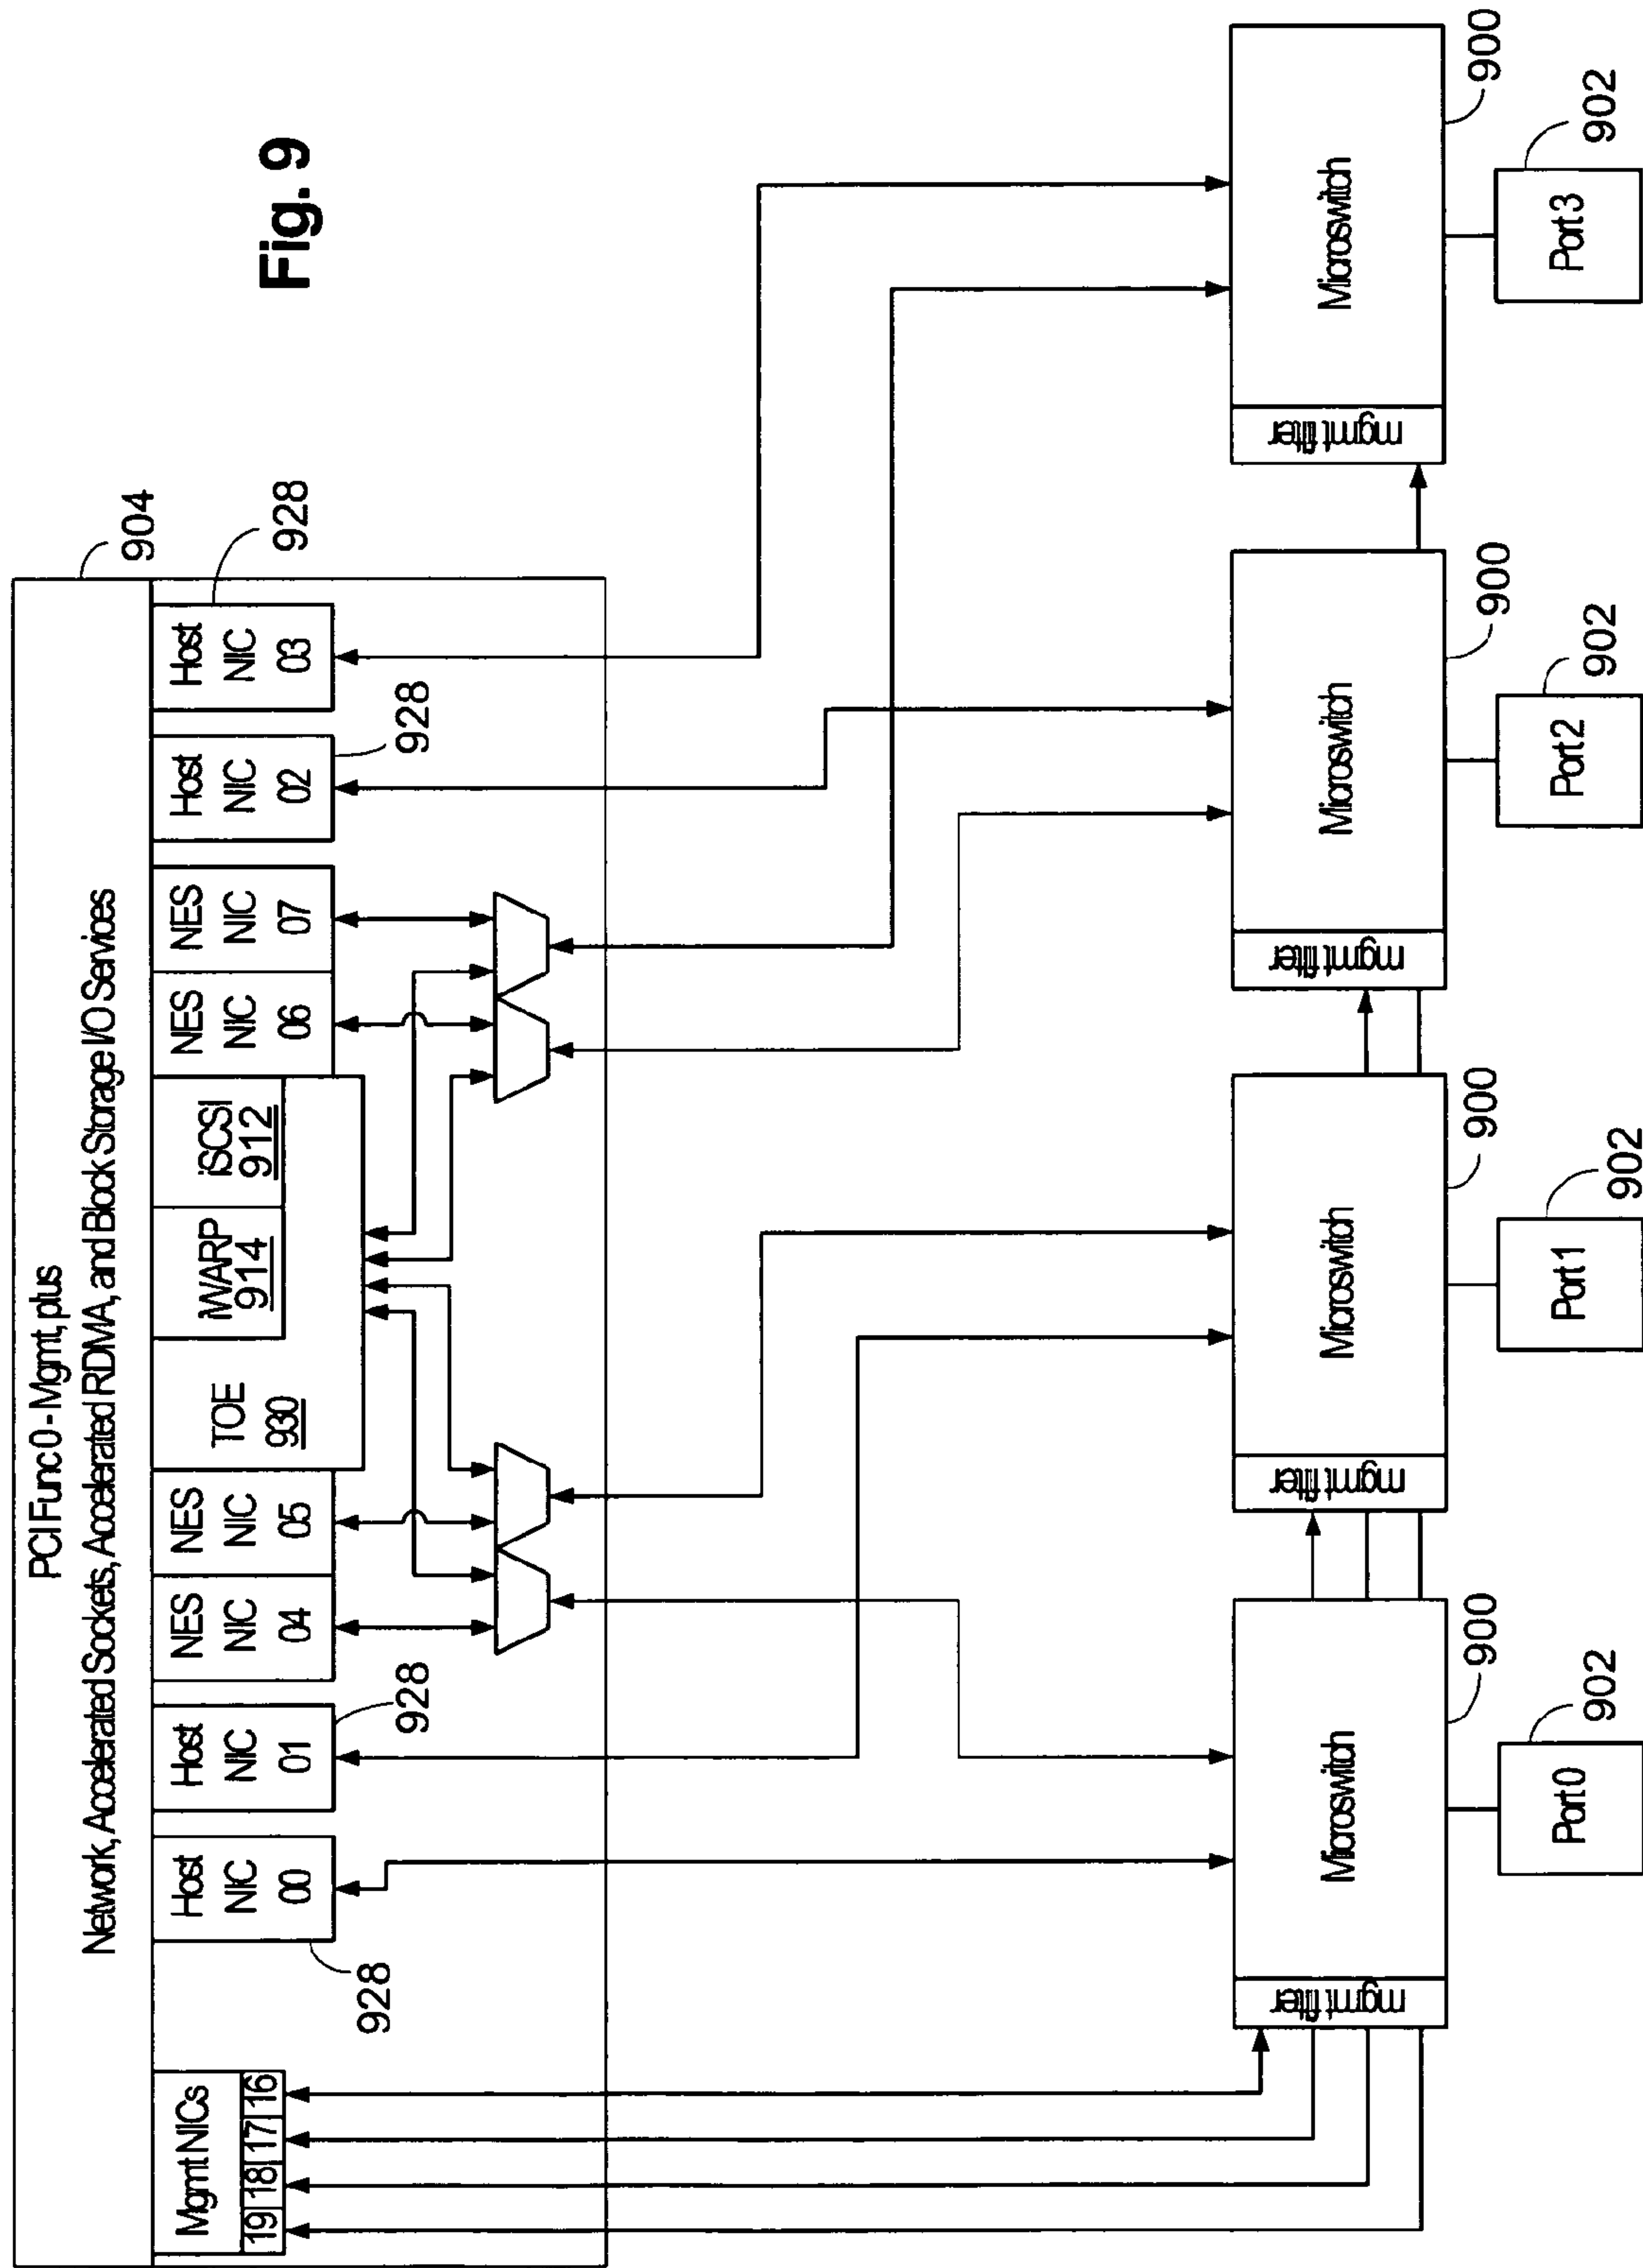 Fig. 9
PCI Func 0 - Mgmt, plus
Network, Accelerated Sockets, Accelerated RDMA, and Block Storage I/O Services
904
Mgmt NICs
19 18 17 16
Host
NIC
00
928
Host
NIC
01
928
NES
NIC
04
NES
NIC
05
TOE
930
iWARP
914
iSCSI
912
NES
NIC
06
NES
NIC
07
Host
NIC
02
928
Host
NIC
03
928
mgmt filter
Microswitch
900
Port 0
902
mgmt filter
Microswitch
900
Port 1
902
mgmt filter
Microswitch
900
Port 2
902
mgmt filter
Microswitch
900
Port 3
902